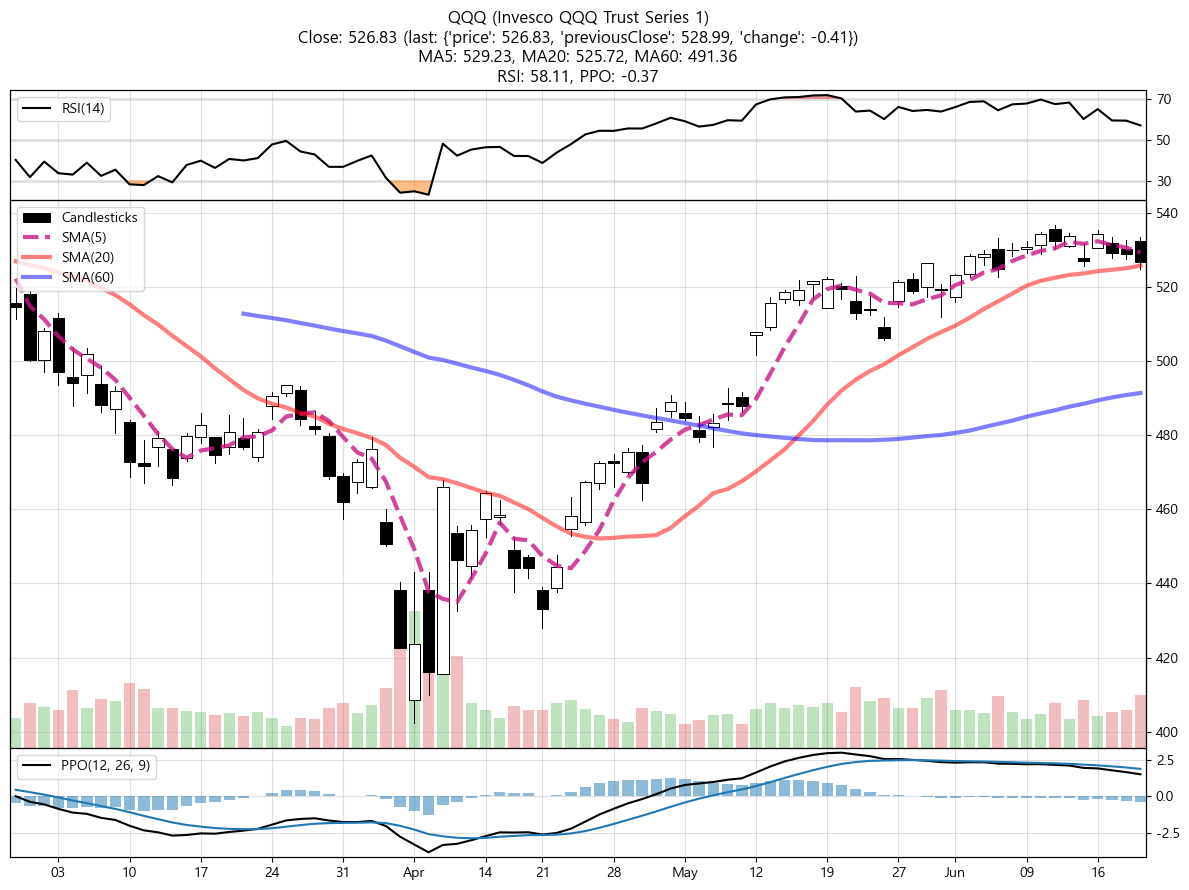 QQQ (Invesco QQQ Trust Series 1)
Close: 526.83 (last: {'price': 526.83, 'previousClose': 528.99, 'change': -0.41})
MA5: 529.23, MA20: 525.72, MA60: 491.36
RSI: 58.11, PPO: -0.37
RSI(14)
70
50
30
Candlesticks
SMA(5)
SMA(20)
SMA(60)
540
520
500
480
460
440
420
400
PPO(12, 26, 9)
2.5
0.0
-2.5
03 10 17 24 31 Apr 14 21 28 May 12 19 27 Jun 09 16